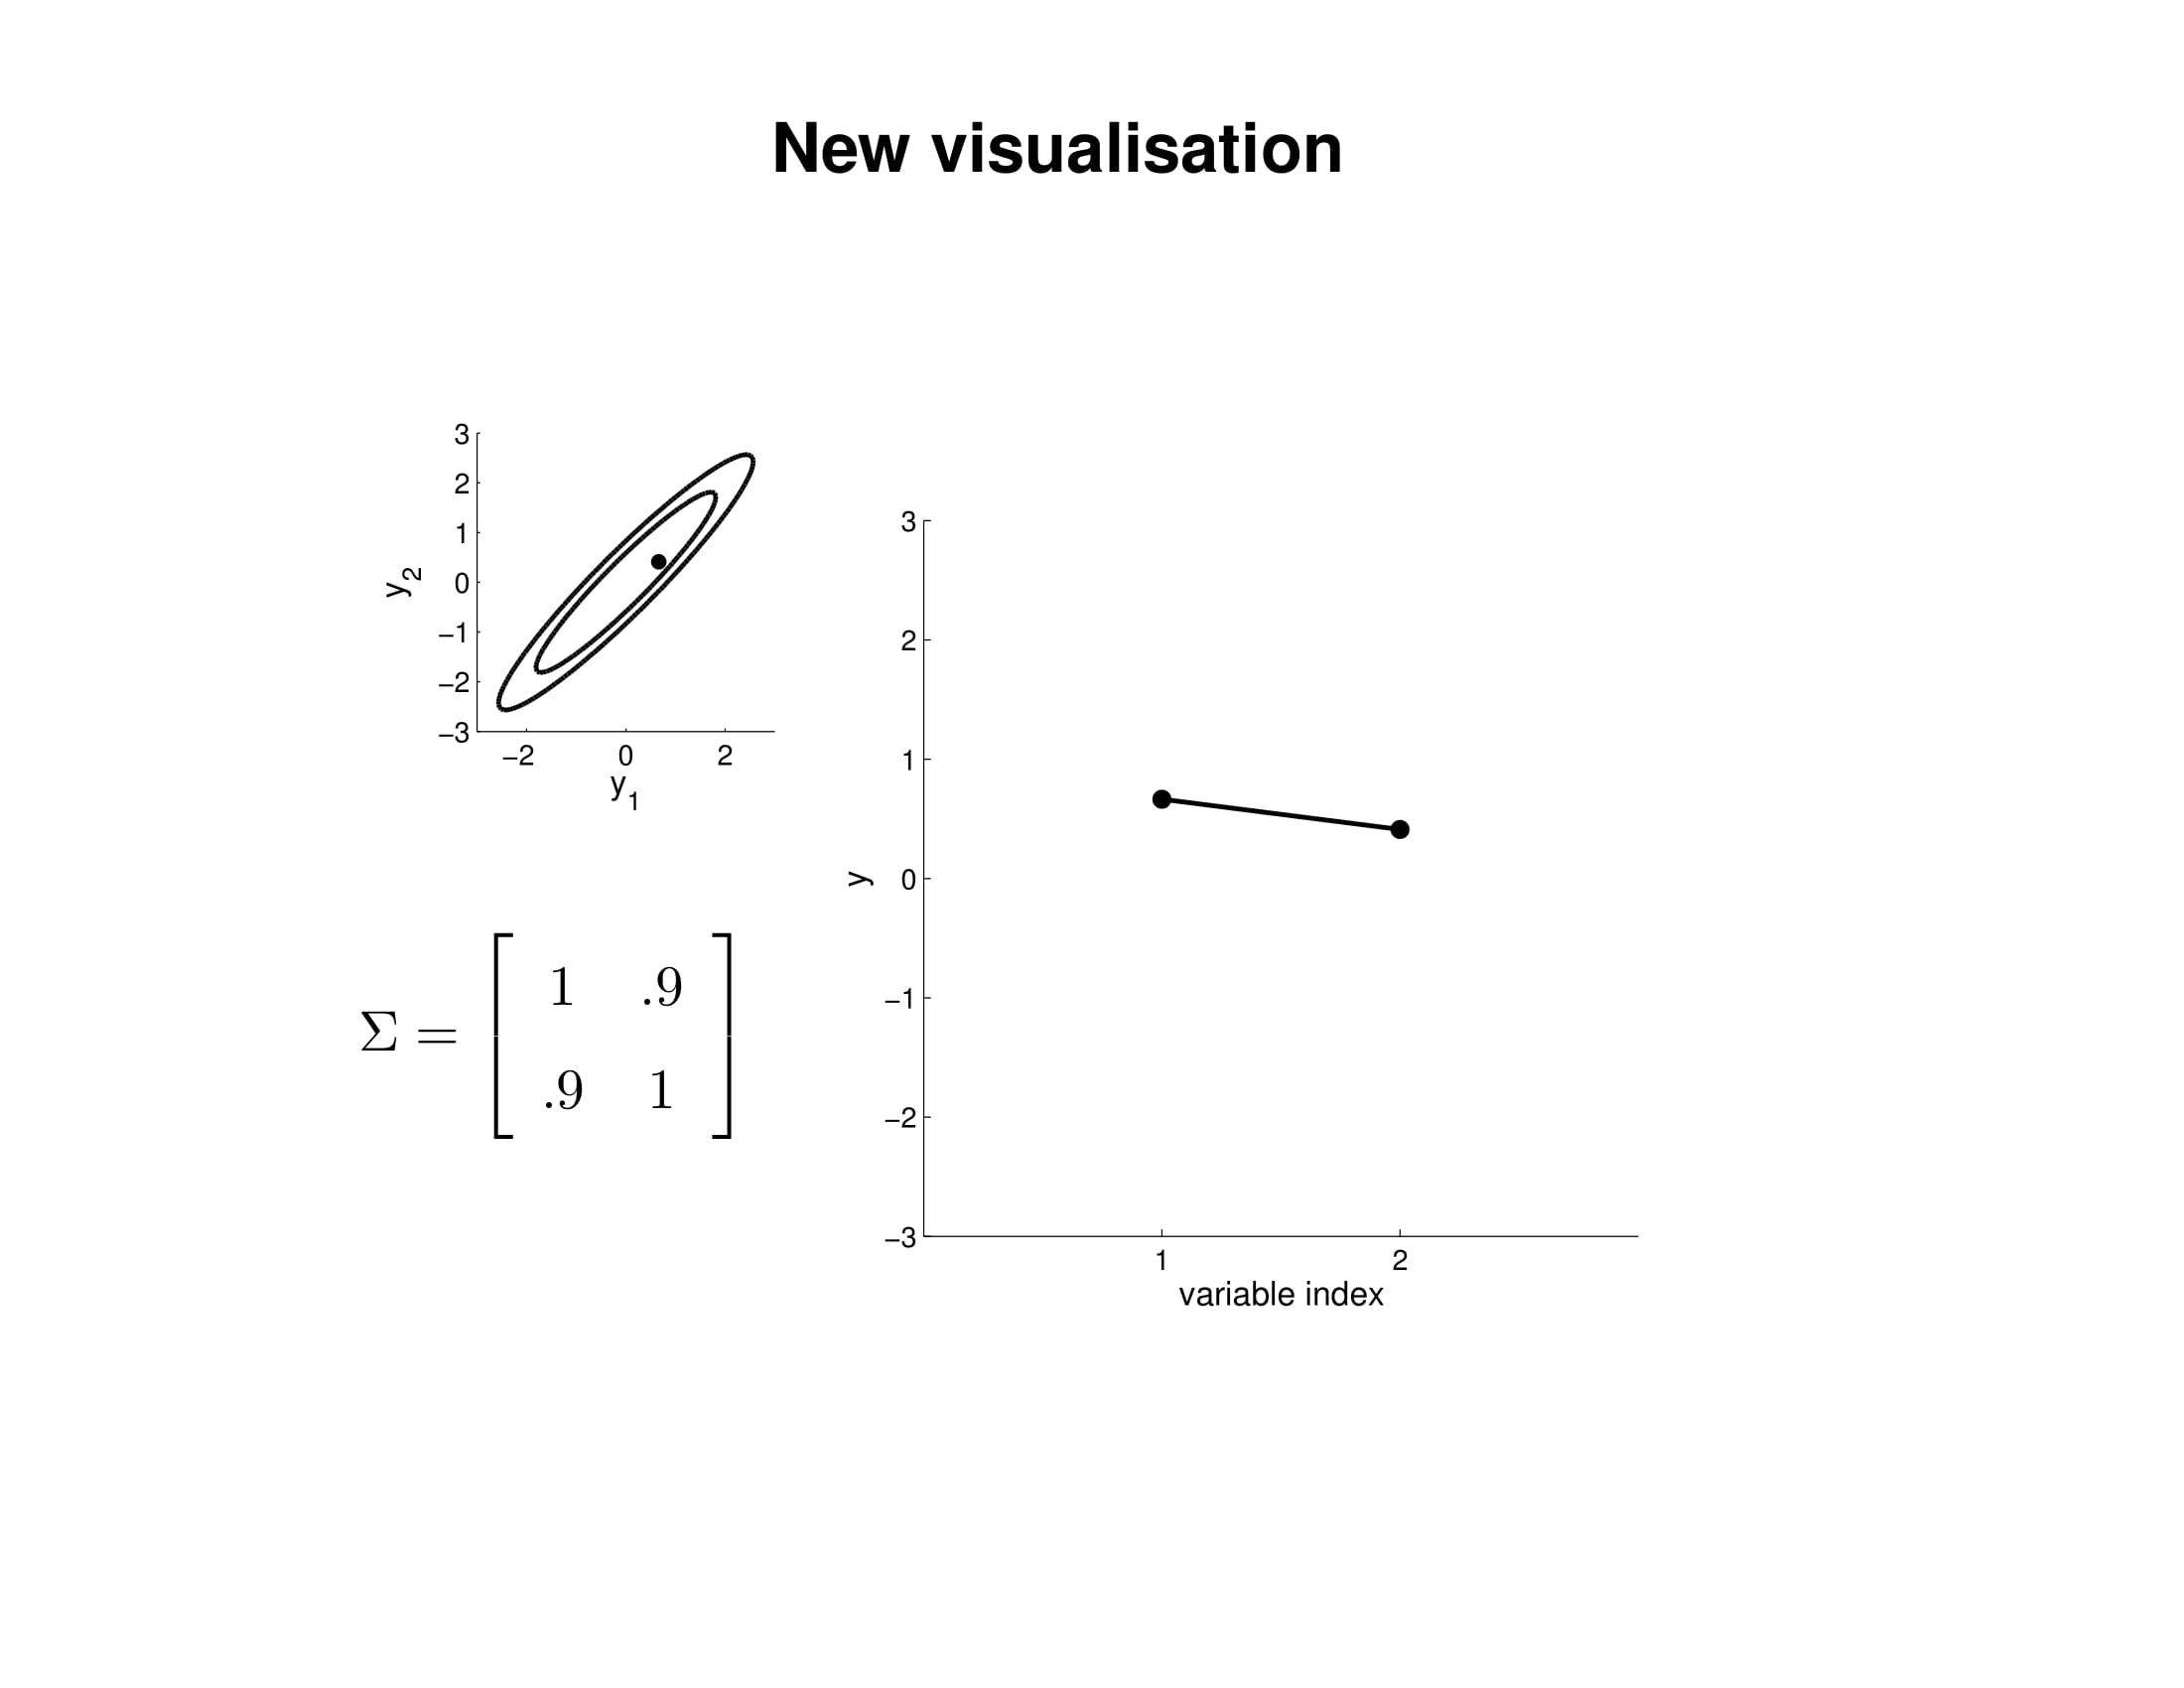 New visualisation
3
2
1
0
−1
−2
−3
y2
−2 0 2
y1
Σ = [ 1 .9
.9 1 ]
3
2
1
0
−1
−2
−3
y
1 2
variable index